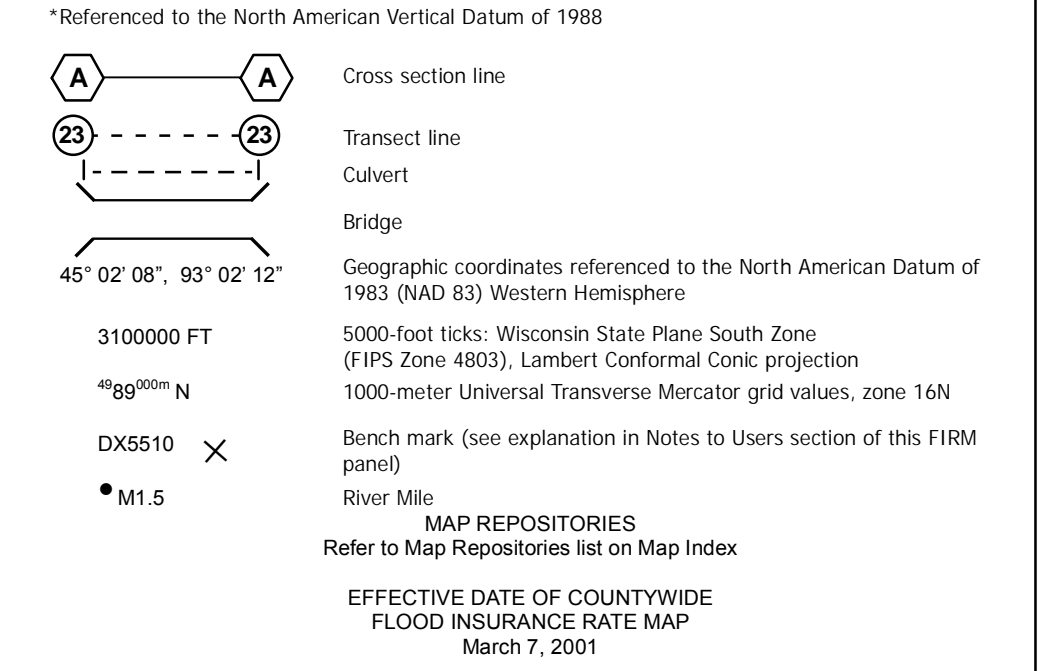 *Referenced to the North American Vertical Datum of 1988
A A Cross section line
23 23 Transect line
Culvert
Bridge
45° 02’ 08”, 93° 02’ 12” Geographic coordinates referenced to the North American Datum of
1983 (NAD 83) Western Hemisphere
3100000 FT 5000-foot ticks: Wisconsin State Plane South Zone
(FIPS Zone 4803), Lambert Conformal Conic projection
⁴⁹89⁰⁰⁰ᵐ N 1000-meter Universal Transverse Mercator grid values, zone 16N
DX5510 Bench mark (see explanation in Notes to Users section of this FIRM
panel)
M1.5 River Mile
MAP REPOSITORIES
Refer to Map Repositories list on Map Index
EFFECTIVE DATE OF COUNTYWIDE
FLOOD INSURANCE RATE MAP
March 7, 2001